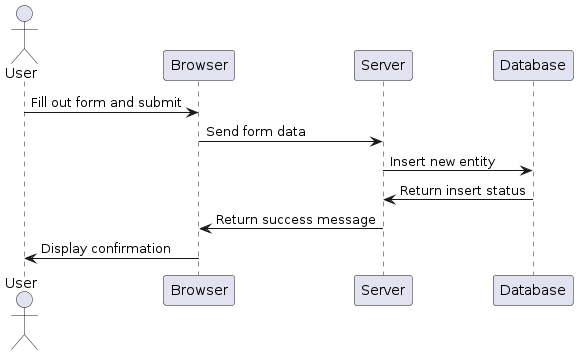 User
Browser
Server
Database
Fill out form and submit
Send form data
Insert new entity
Return insert status
Return success message
Display confirmation
User
Browser
Server
Database